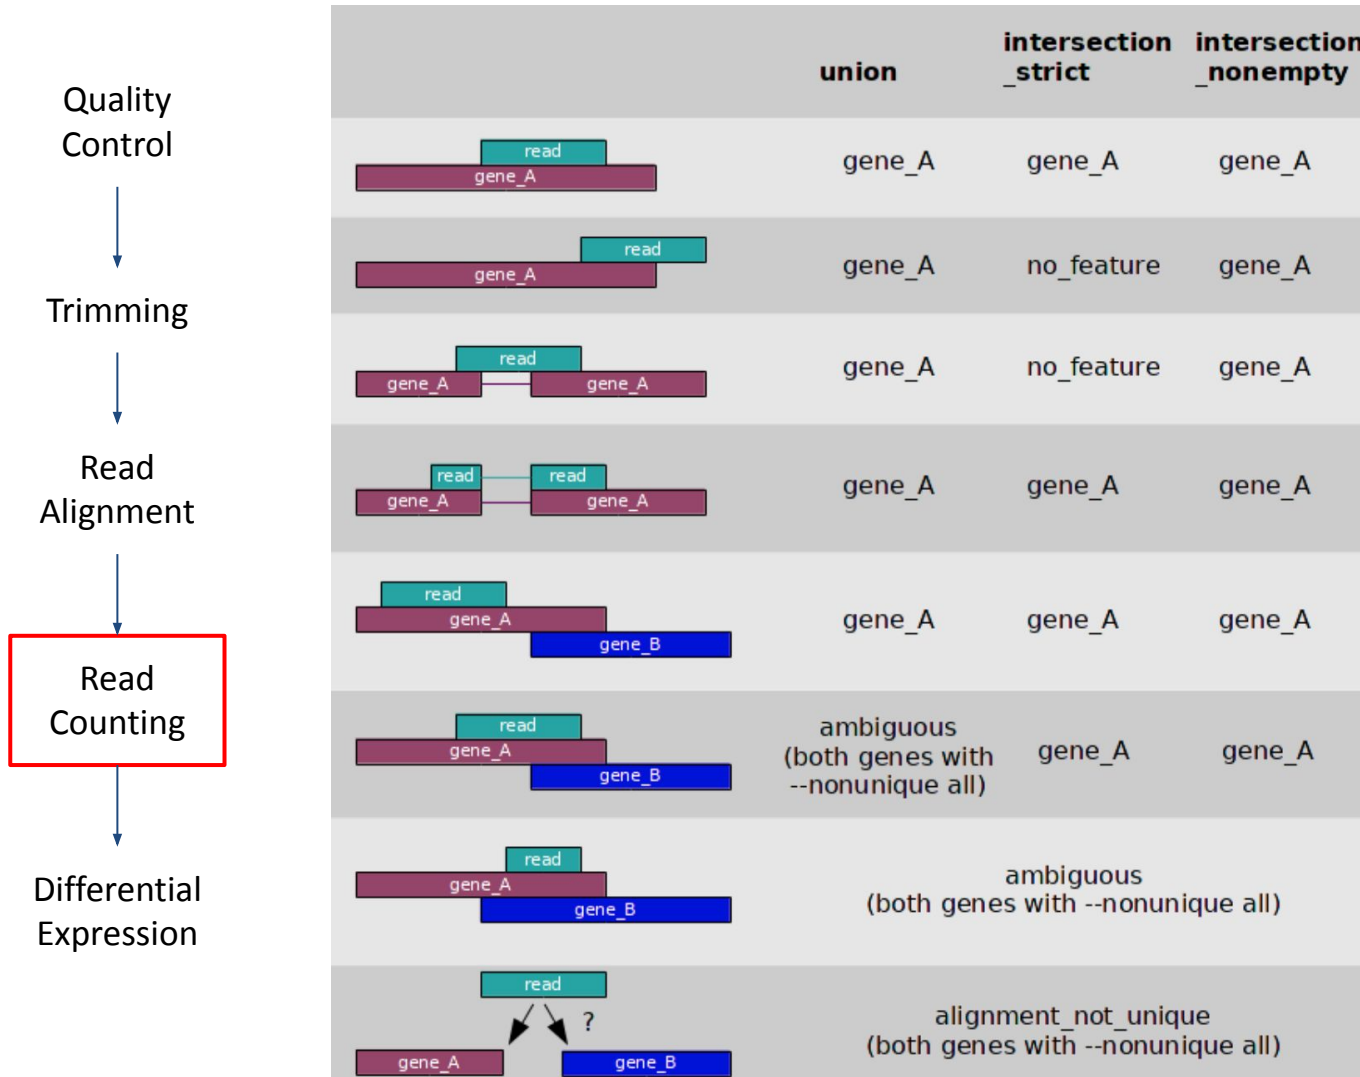 Quality
Control
Trimming
Read
Alignment
Read
Counting
Differential
Expression
union
intersection
_strict
intersection
_nonempty
read
gene_A
gene_A
gene_A
gene_A
read
gene_A
gene_A
no_feature
gene_A
read
gene_A
gene_A
gene_A
no_feature
gene_A
read
read
gene_A
gene_A
gene_A
gene_A
gene_A
read
gene_A
gene_B
gene_A
gene_A
gene_A
read
gene_A
gene_B
ambiguous
(both genes with
--nonunique all)
gene_A
gene_A
read
gene_A
gene_B
ambiguous
(both genes with --nonunique all)
read
?
gene_A
gene_B
alignment_not_unique
(both genes with --nonunique all)